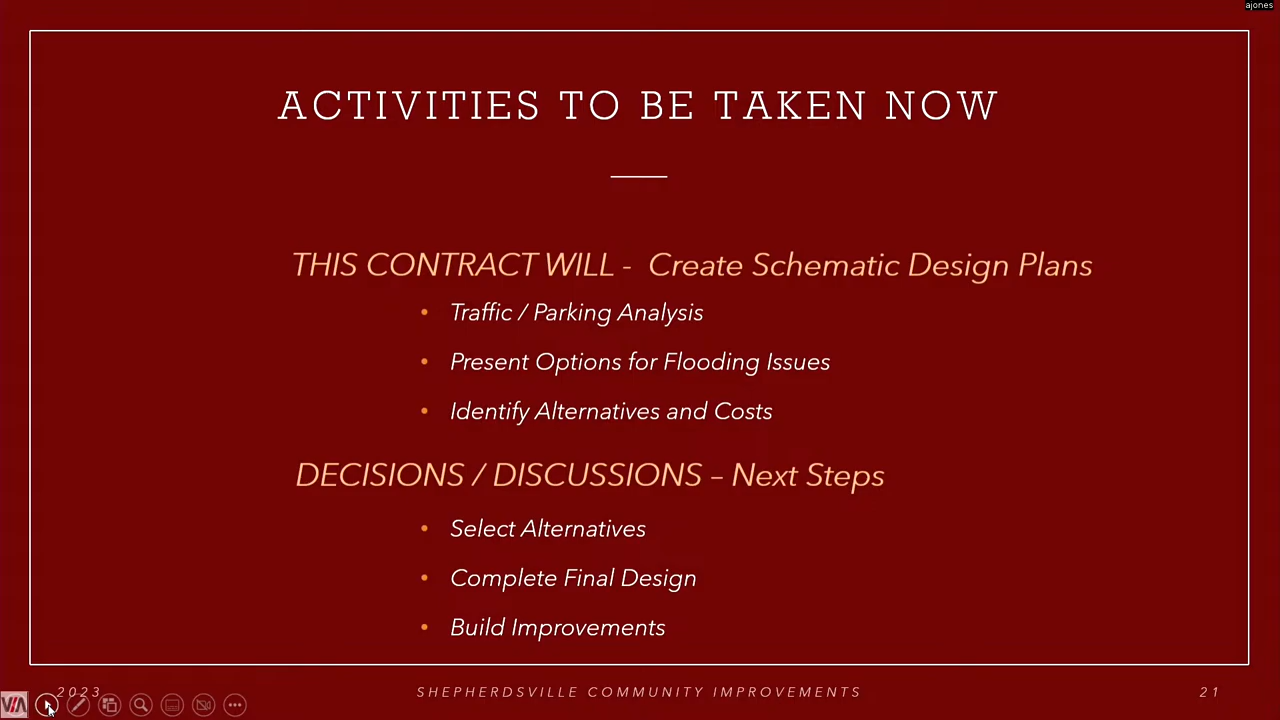 ajones
ACTIVITIES TO BE TAKEN NOW
THIS CONTRACT WILL - Create Schematic Design Plans
• Traffic / Parking Analysis
• Present Options for Flooding Issues
• Identify Alternatives and Costs
DECISIONS / DISCUSSIONS – Next Steps
• Select Alternatives
• Complete Final Design
• Build Improvements
2023
SHEPHERDSVILLE COMMUNITY IMPROVEMENTS
21
VIA